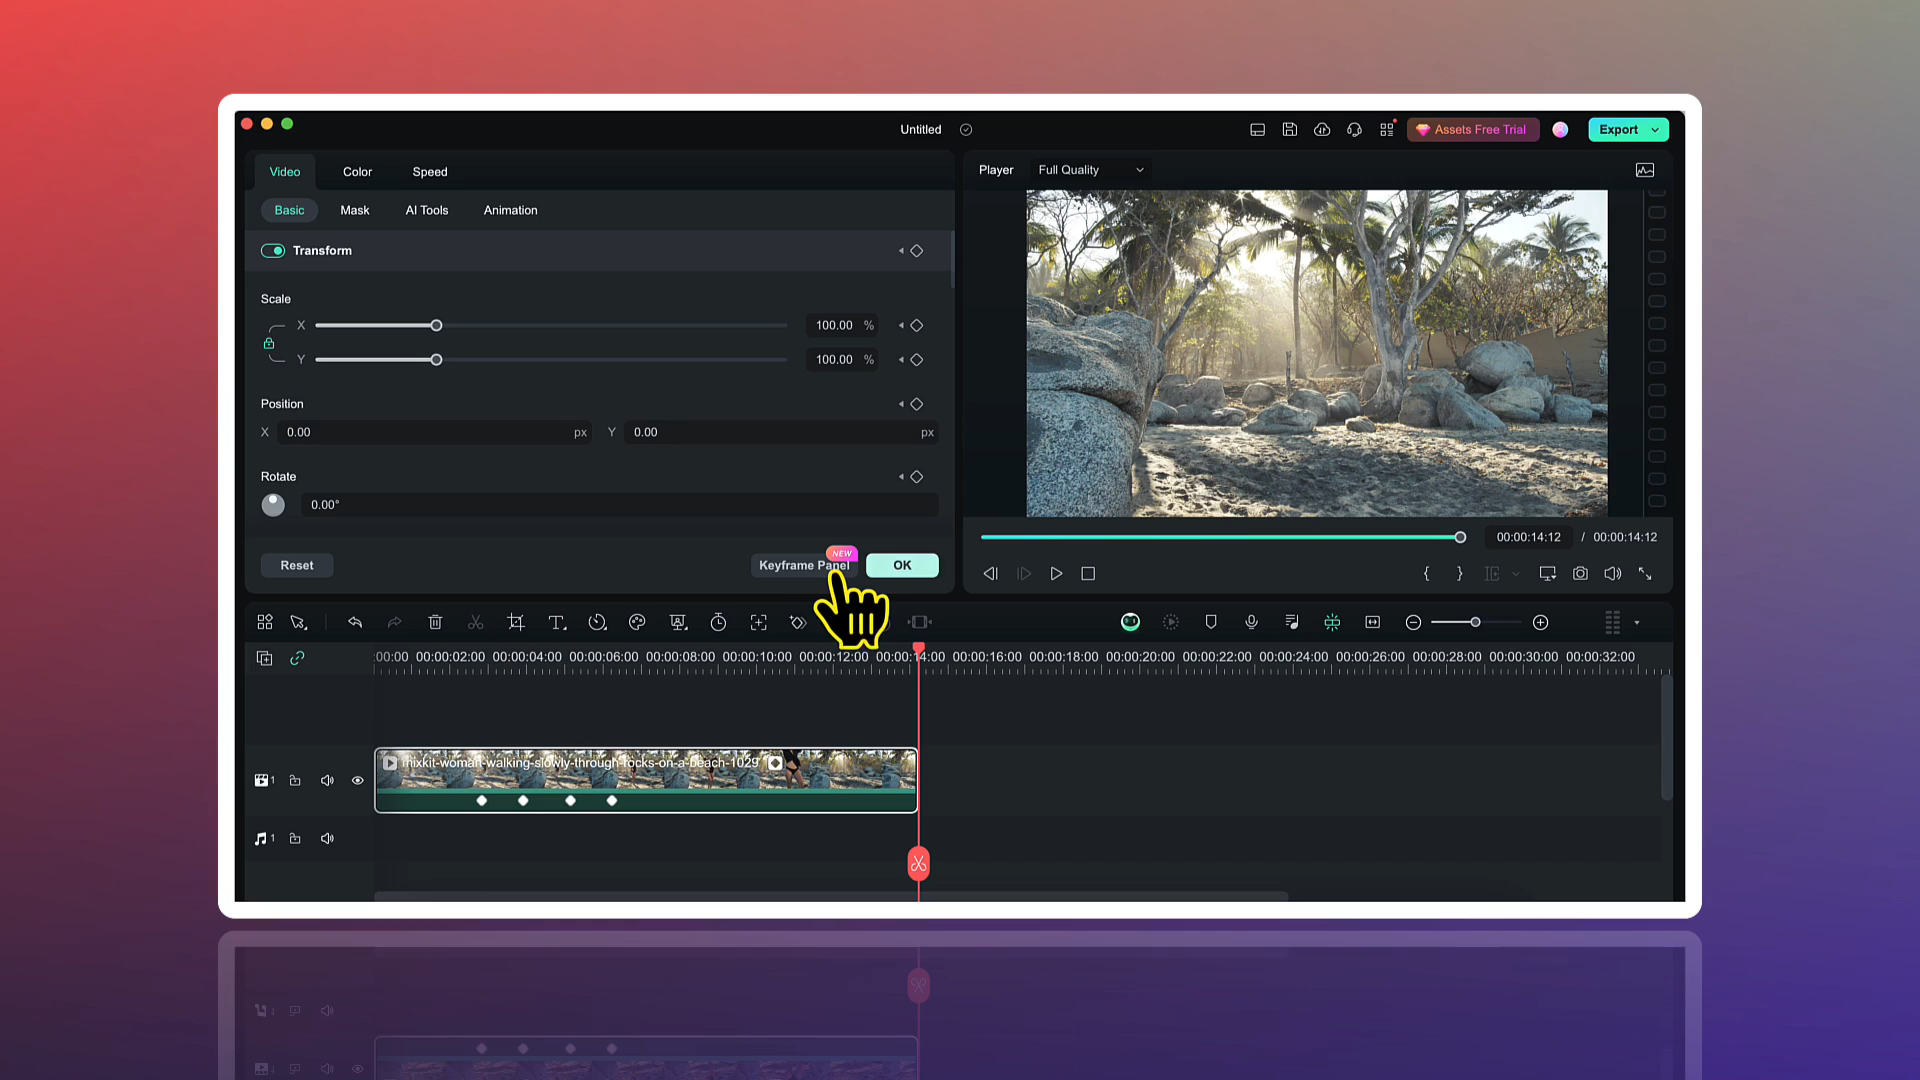 Untitled
Assets Free Trial
Export
Video Color Speed
Player Full Quality
Basic Mask AI Tools Animation
Transform
Scale
X 100.00 %
Y 100.00 %
Position
X 0.00 px Y 0.00 px
Rotate
0.00°
00:00:14:12 / 00:00:14:12
NEW
Reset Keyframe Panel OK
:00:00 00:00:02:00 00:00:04:00 00:00:06:00 00:00:08:00 00:00:10:00 00:00:12:00 00:00:14:00 00:00:16:00 00:00:18:00 00:00:20:00 00:00:22:00 00:00:24:00 00:00:26:00 00:00:28:00 00:00:30:00 00:00:32:00
mixkit-woman-walking-slowly-through-rocks-on-a-beach-1029
1
1